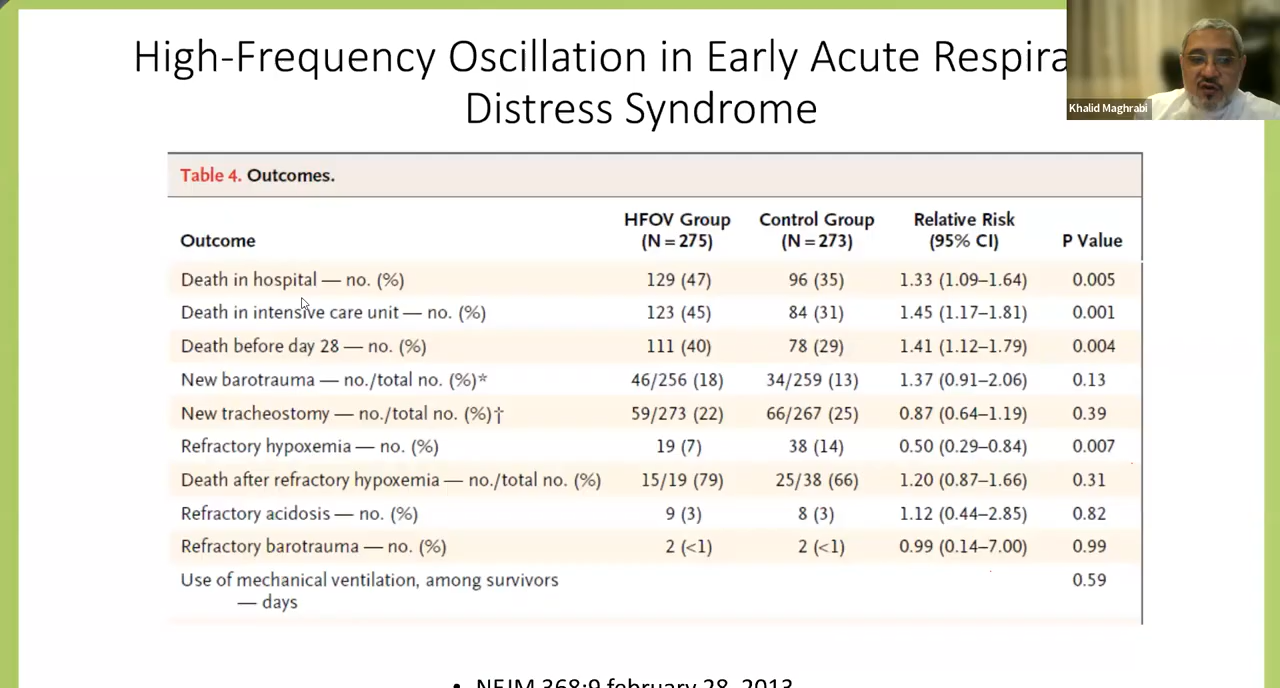 High-Frequency Oscillation in Early Acute Respira
Distress Syndrome
Khalid Maghrabi
Table 4. Outcomes.
Outcome HFOV Group (N = 275) Control Group (N = 273) Relative Risk (95% CI) P Value
Death in hospital — no. (%) 129 (47) 96 (35) 1.33 (1.09–1.64) 0.005
Death in intensive care unit — no. (%) 123 (45) 84 (31) 1.45 (1.17–1.81) 0.001
Death before day 28 — no. (%) 111 (40) 78 (29) 1.41 (1.12–1.79) 0.004
New barotrauma — no./total no. (%)* 46/256 (18) 34/259 (13) 1.37 (0.91–2.06) 0.13
New tracheostomy — no./total no. (%)† 59/273 (22) 66/267 (25) 0.87 (0.64–1.19) 0.39
Refractory hypoxemia — no. (%) 19 (7) 38 (14) 0.50 (0.29–0.84) 0.007
Death after refractory hypoxemia — no./total no. (%) 15/19 (79) 25/38 (66) 1.20 (0.87–1.66) 0.31
Refractory acidosis — no. (%) 9 (3) 8 (3) 1.12 (0.44–2.85) 0.82
Refractory barotrauma — no. (%) 2 (<1) 2 (<1) 0.99 (0.14–7.00) 0.99
Use of mechanical ventilation, among survivors 0.59
— days
• NEJM 368;9 february 28, 2013